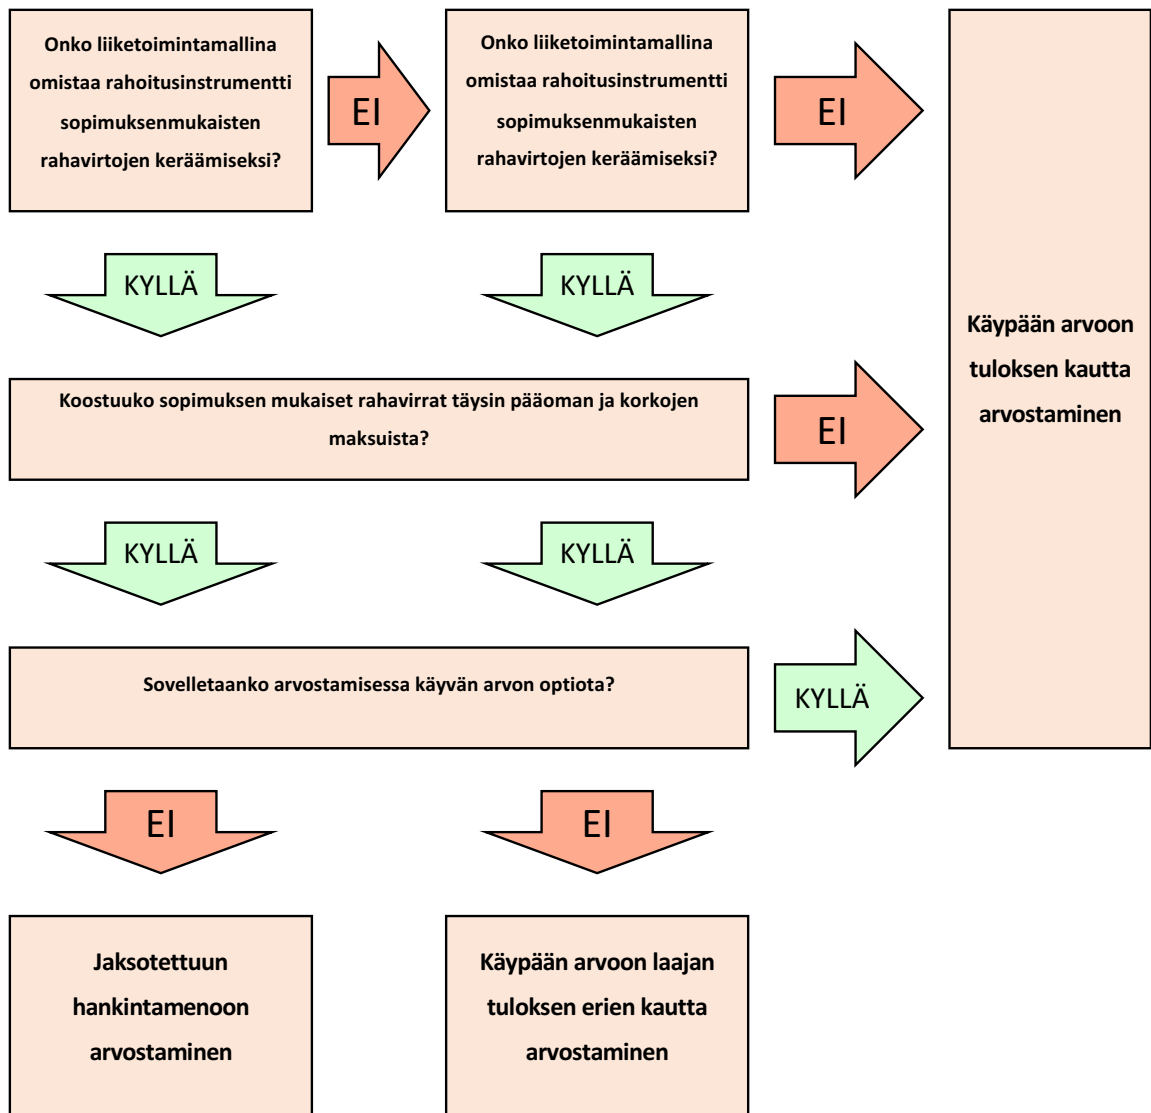 Onko liiketoimintamallina
omistaa rahoitusinstrumentti
sopimuksenmukaisten
rahavirtojen keräämiseksi?
EI
Onko liiketoimintamallina
omistaa rahoitusinstrumentti
sopimuksenmukaisten
rahavirtojen keräämiseksi?
EI
KYLLÄ
KYLLÄ
Käypään arvoon
tuloksen kautta
arvostaminen
Koostuuko sopimuksen mukaiset rahavirrat täysin pääoman ja korkojen
maksuista?
EI
KYLLÄ
KYLLÄ
Sovelletaanko arvostamisessa käyvän arvon optiota?
KYLLÄ
EI
EI
Jaksotettuun
hankintamenoon
arvostaminen
Käypään arvoon laajan
tuloksen erien kautta
arvostaminen